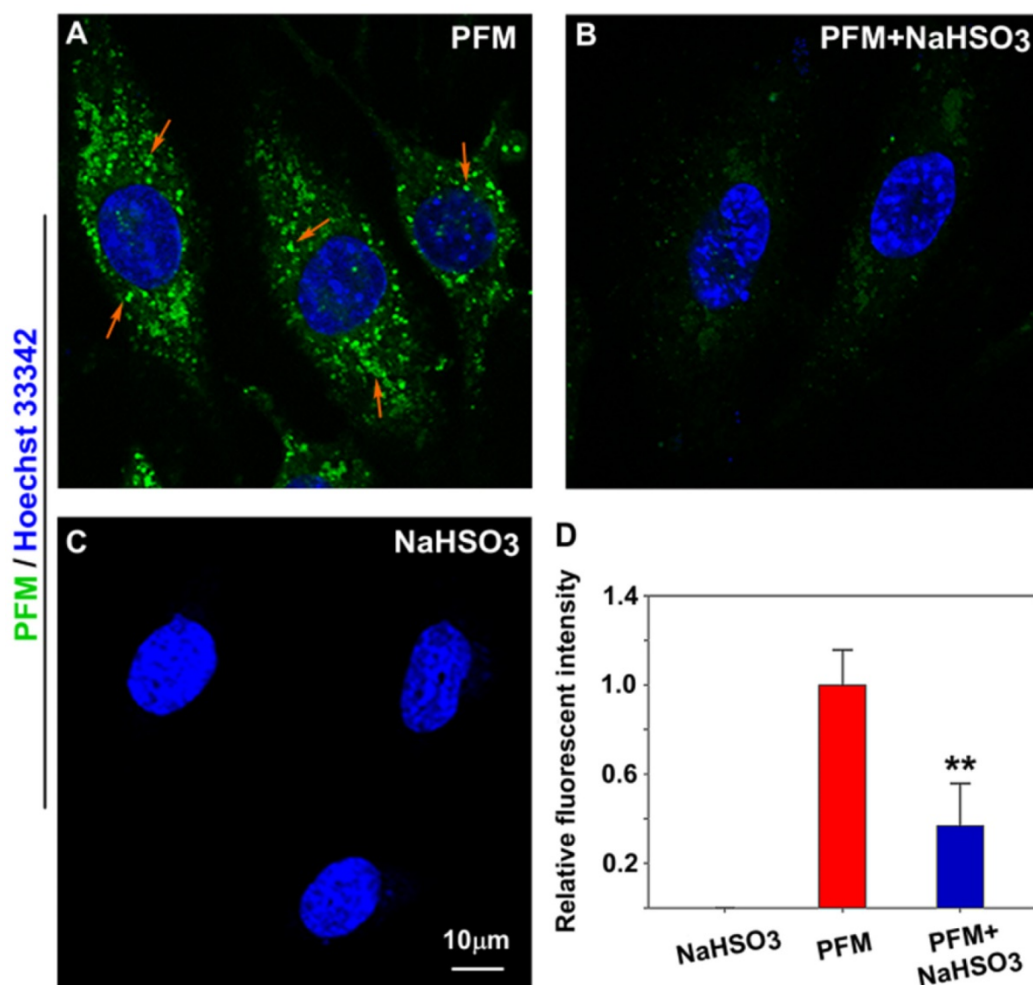 A
PFM
B
PFM+NaHSO3
PFM / Hoechst 33342
C
NaHSO3
10μm
D
Relative fluorescent intensity
1.4
1.0
0.6
0.2
**
NaHSO3
PFM
PFM+
NaHSO3